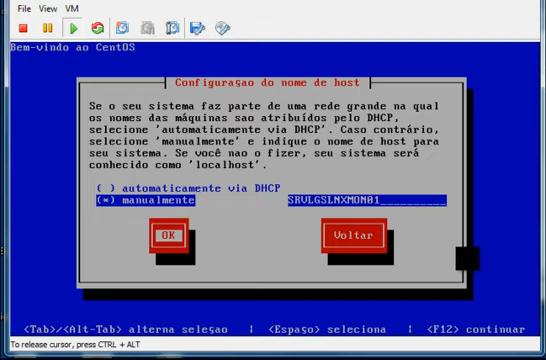 File View VM
Bem-vindo ao CentOS
Configuraçao do nome de host
Se o seu sistema faz parte de uma rede grande na qual
os nomes das máquinas sao atribuídos pelo DHCP,
selecione 'automaticamente via DHCP'. Caso contrário,
selecione 'manualmente' e indique o nome de host para
seu sistema. Se você nao o fizer, seu sistema será
conhecido como 'localhost'.
( ) automaticamente via DHCP
(*) manualmente SRVLGSLNXMON01__________
OK Voltar
<Tab>/<Alt-Tab> alterna seleçao | <Espaço> seleciona | <F12> continuar
To release cursor, press CTRL + ALT